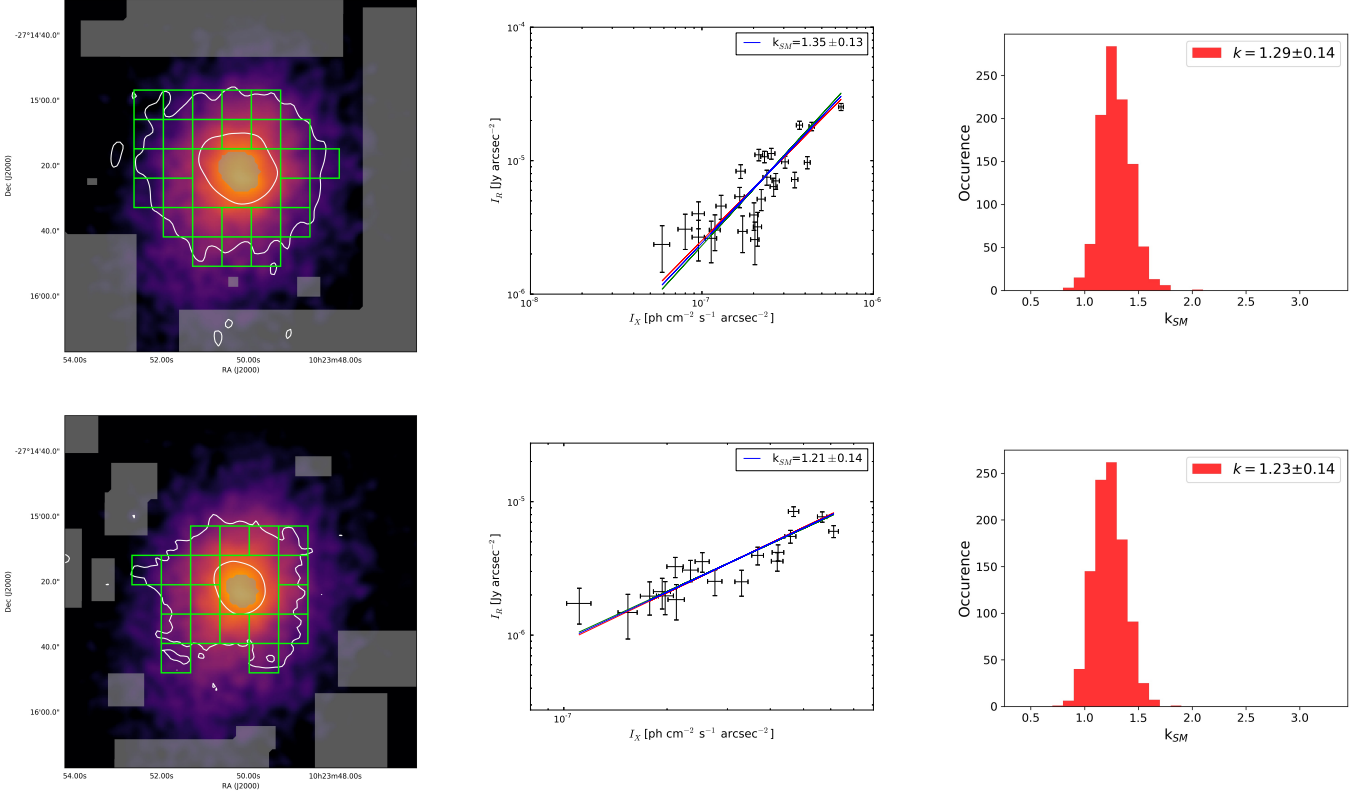 -27°14'40.0"
15'00.0"
20.0"
40.0"
16'00.0"
Dec (J2000)
54.00s 52.00s 50.00s 10h23m48.00s
RA (J2000)
10⁻⁴
10⁻⁵
10⁻⁶
I_R [Jy arcsec⁻²]
k_SM=1.35±0.13
10⁻⁸ 10⁻⁷ 10⁻⁶
I_X [ph cm⁻² s⁻¹ arcsec⁻²]
k = 1.29±0.14
250
200
150
100
50
0
Occurence
0.5 1.0 1.5 2.0 2.5 3.0
k_SM
-27°14'40.0"
15'00.0"
20.0"
40.0"
16'00.0"
Dec (J2000)
54.00s 52.00s 50.00s 10h23m48.00s
RA (J2000)
k_SM=1.21±0.14
10⁻⁵
10⁻⁶
I_R [Jy arcsec⁻²]
10⁻⁷
I_X [ph cm⁻² s⁻¹ arcsec⁻²]
k = 1.23±0.14
250
200
150
100
50
0
Occurence
0.5 1.0 1.5 2.0 2.5 3.0
k_SM